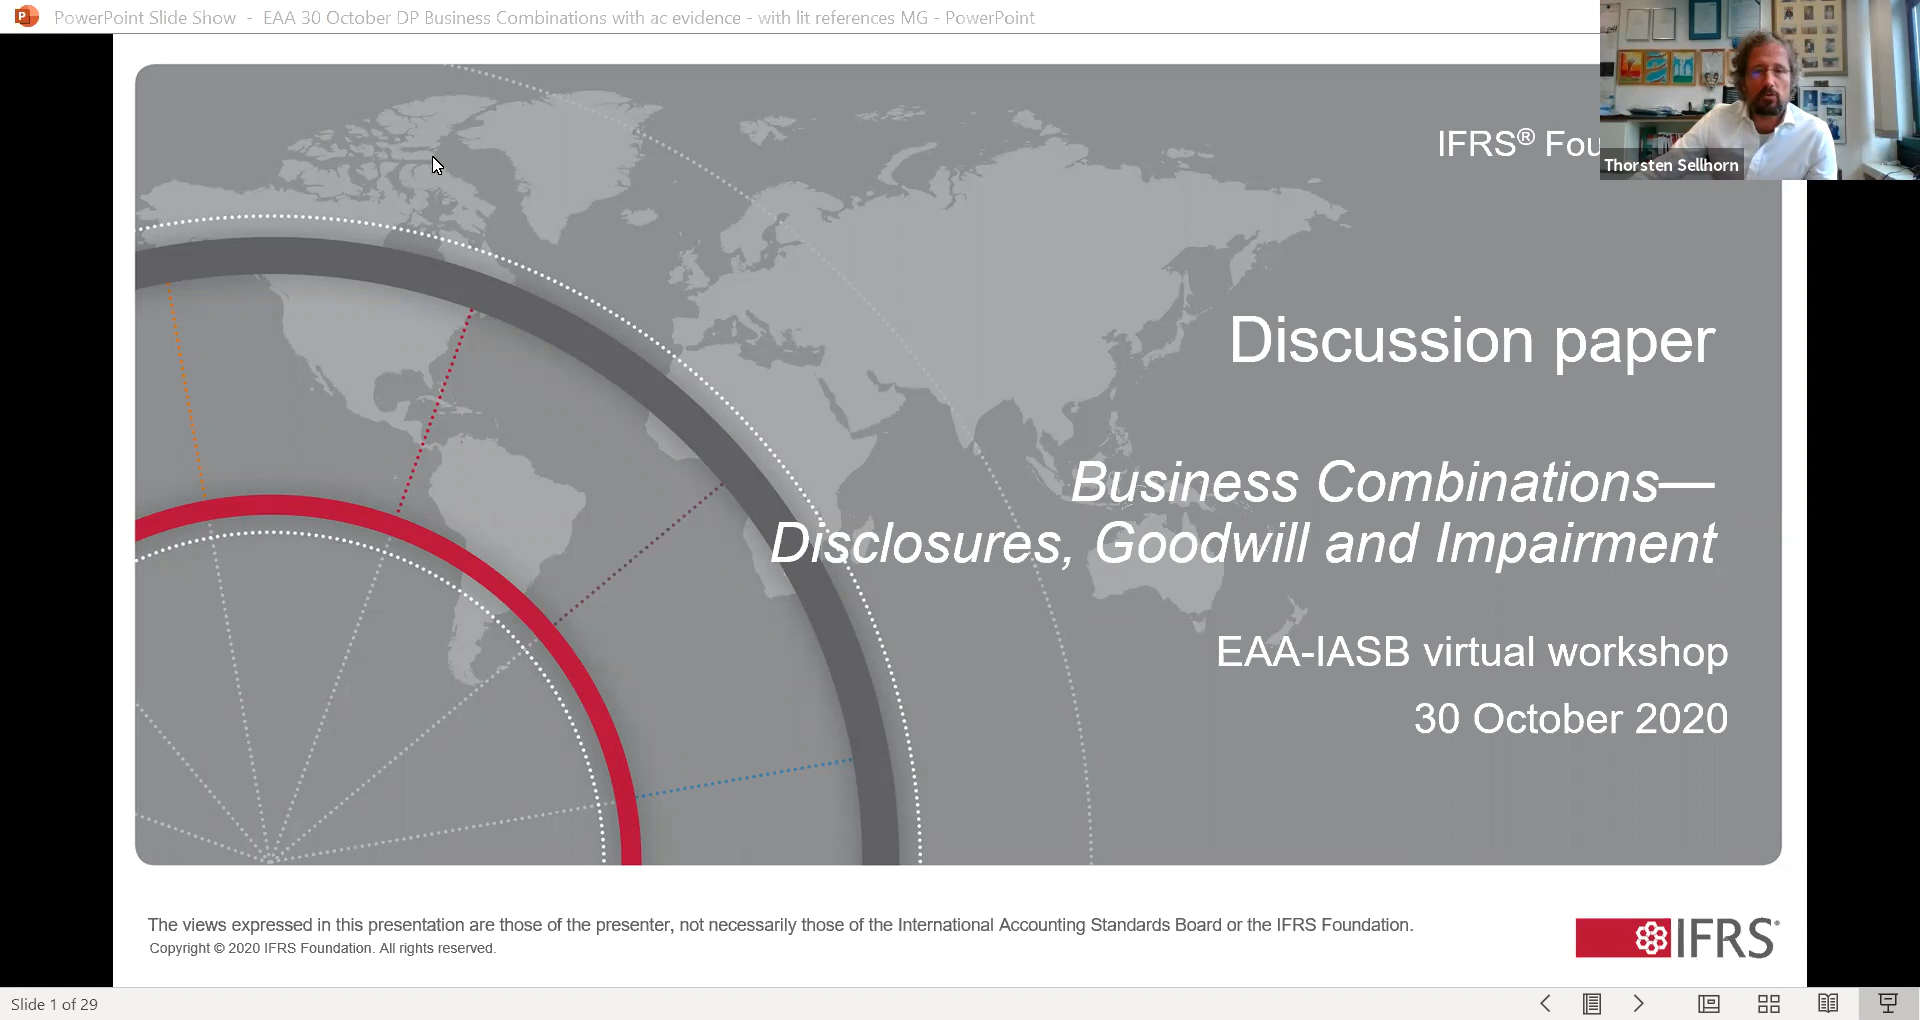 PowerPoint Slide Show - EAA 30 October DP Business Combinations with ac evidence - with lit references MG - PowerPoint
IFRS® Fou
Thorsten Sellhorn
Discussion paper
Business Combinations—
Disclosures, Goodwill and Impairment
EAA-IASB virtual workshop
30 October 2020
The views expressed in this presentation are those of the presenter, not necessarily those of the International Accounting Standards Board or the IFRS Foundation.
Copyright © 2020 IFRS Foundation. All rights reserved.
IFRS®
Slide 1 of 29